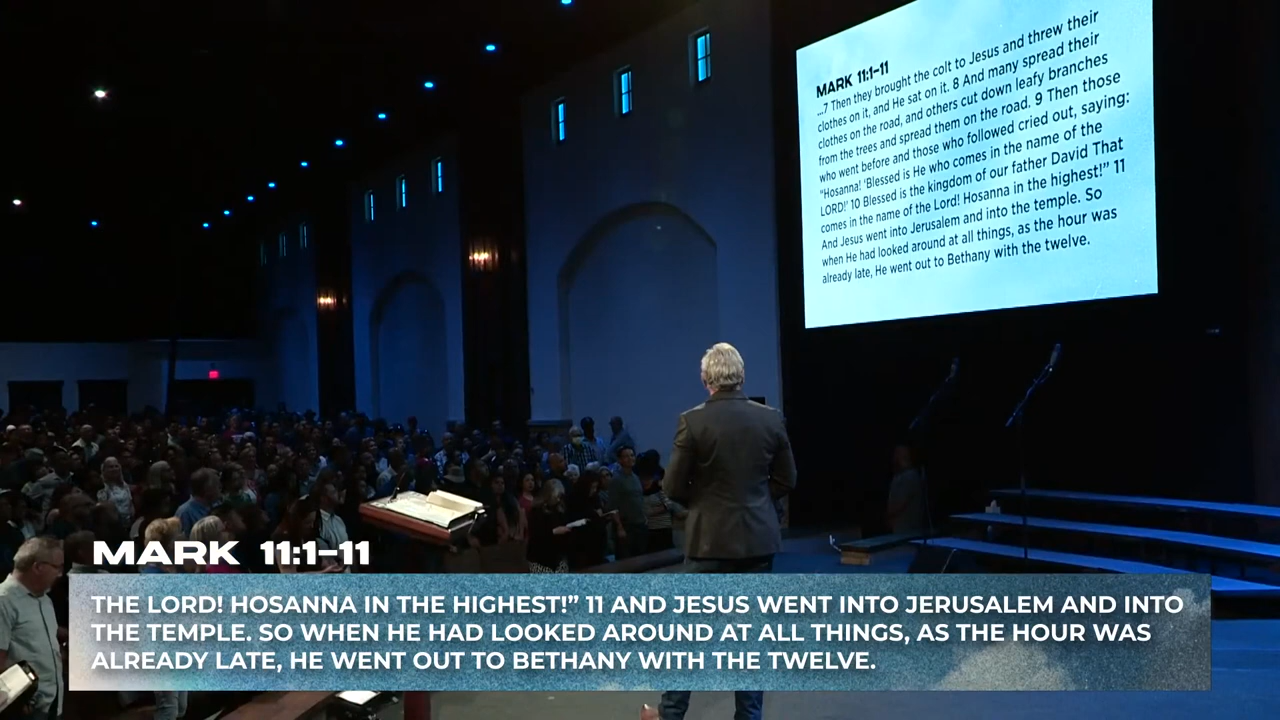 MARK 11:1–11
...7 Then they brought the colt to Jesus and threw their
clothes on it, and He sat on it. 8 And many spread their
clothes on the road, and others cut down leafy branches
from the trees and spread them on the road. 9 Then those
who went before and those who followed cried out, saying:
“Hosanna! ‘Blessed is He who comes in the name of the
LORD!’ 10 Blessed is the kingdom of our father David That
comes in the name of the Lord! Hosanna in the highest!” 11
And Jesus went into Jerusalem and into the temple. So
when He had looked around at all things, as the hour was
already late, He went out to Bethany with the twelve.
MARK 11:1–11
THE LORD! HOSANNA IN THE HIGHEST!” 11 AND JESUS WENT INTO JERUSALEM AND INTO
THE TEMPLE. SO WHEN HE HAD LOOKED AROUND AT ALL THINGS, AS THE HOUR WAS
ALREADY LATE, HE WENT OUT TO BETHANY WITH THE TWELVE.